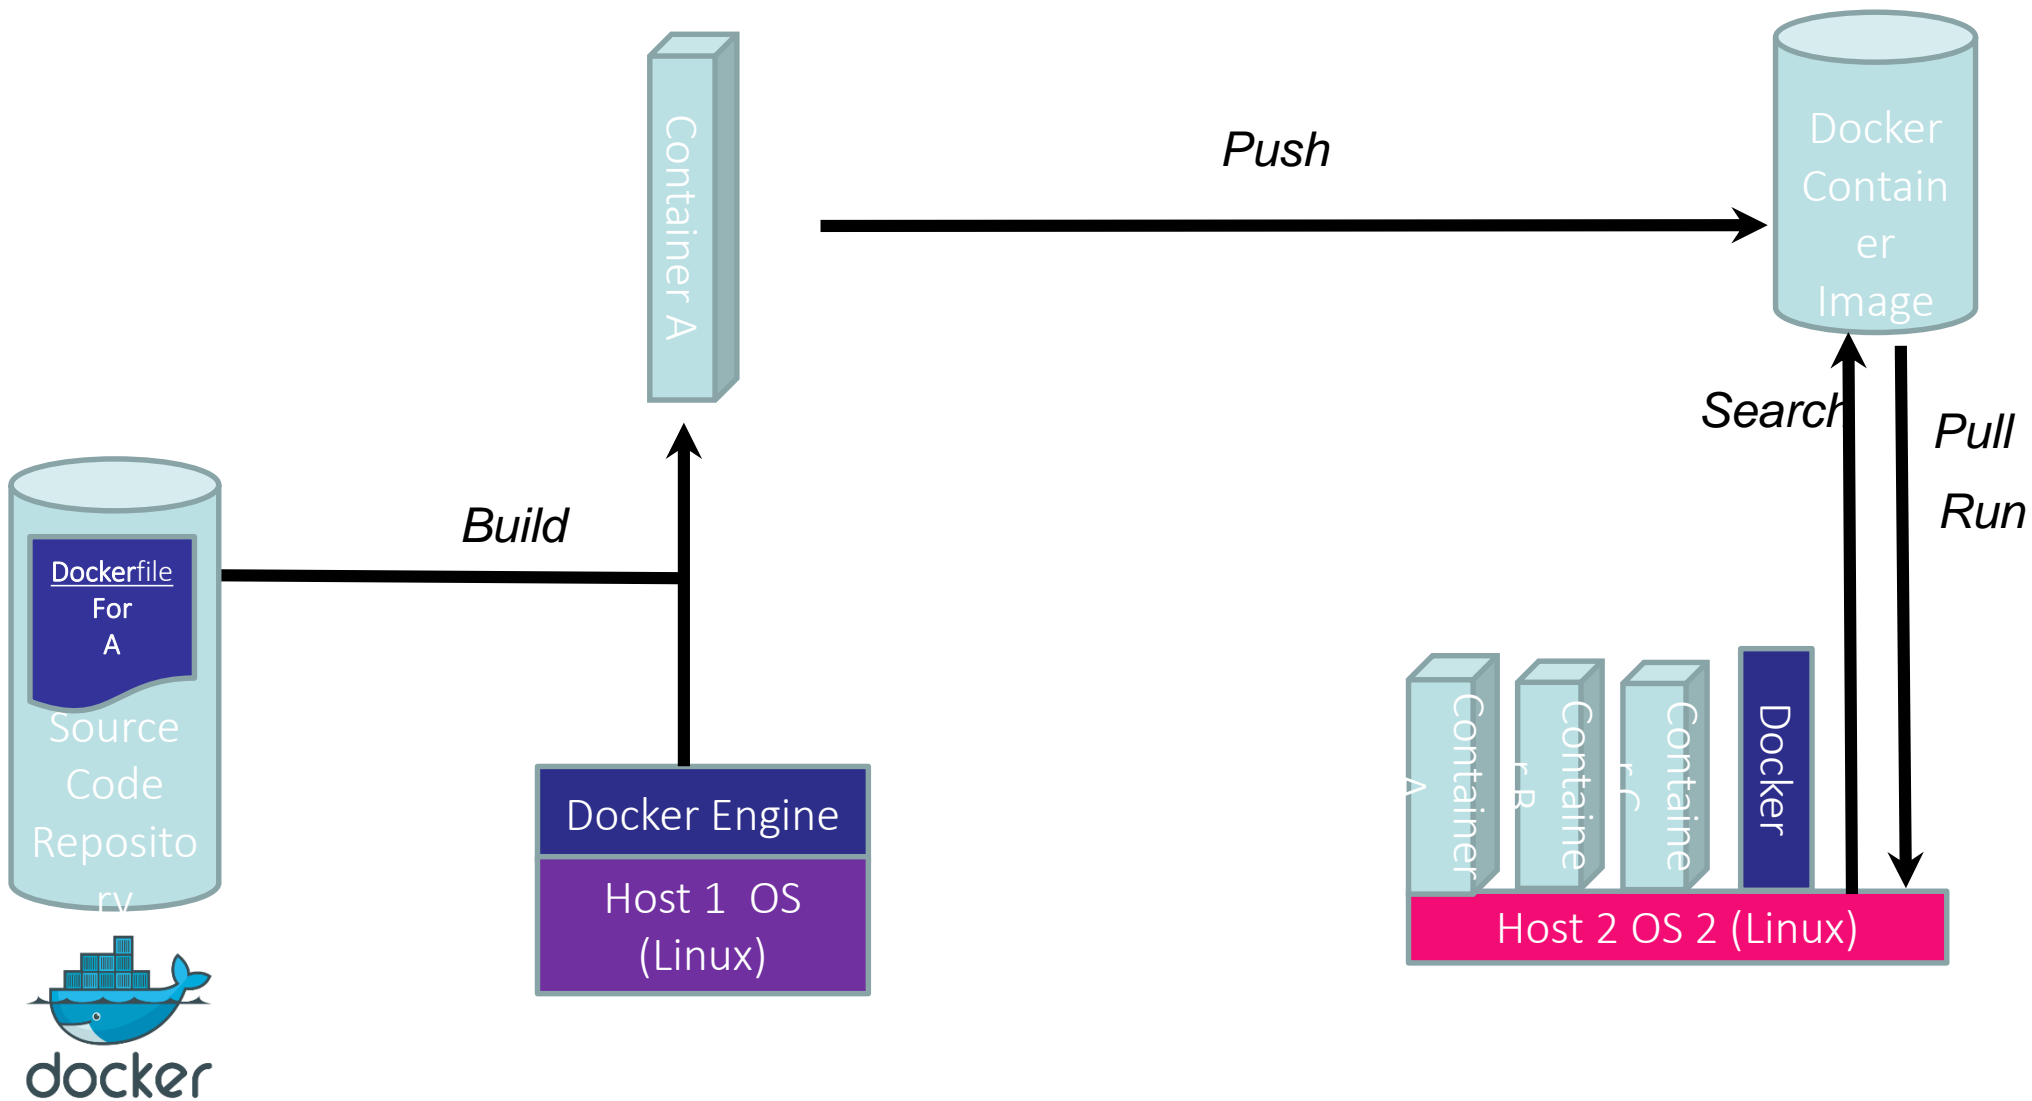 Container A
Push
Docker
Contain
er
Image
Search
Pull
Run
Build
Dockerfile
For
A
Source
Code
Reposito
ry
Docker Engine
Host 1 OS
(Linux)
Container
A
Containe
r B
Containe
r C
Docker
Host 2 OS 2 (Linux)
docker